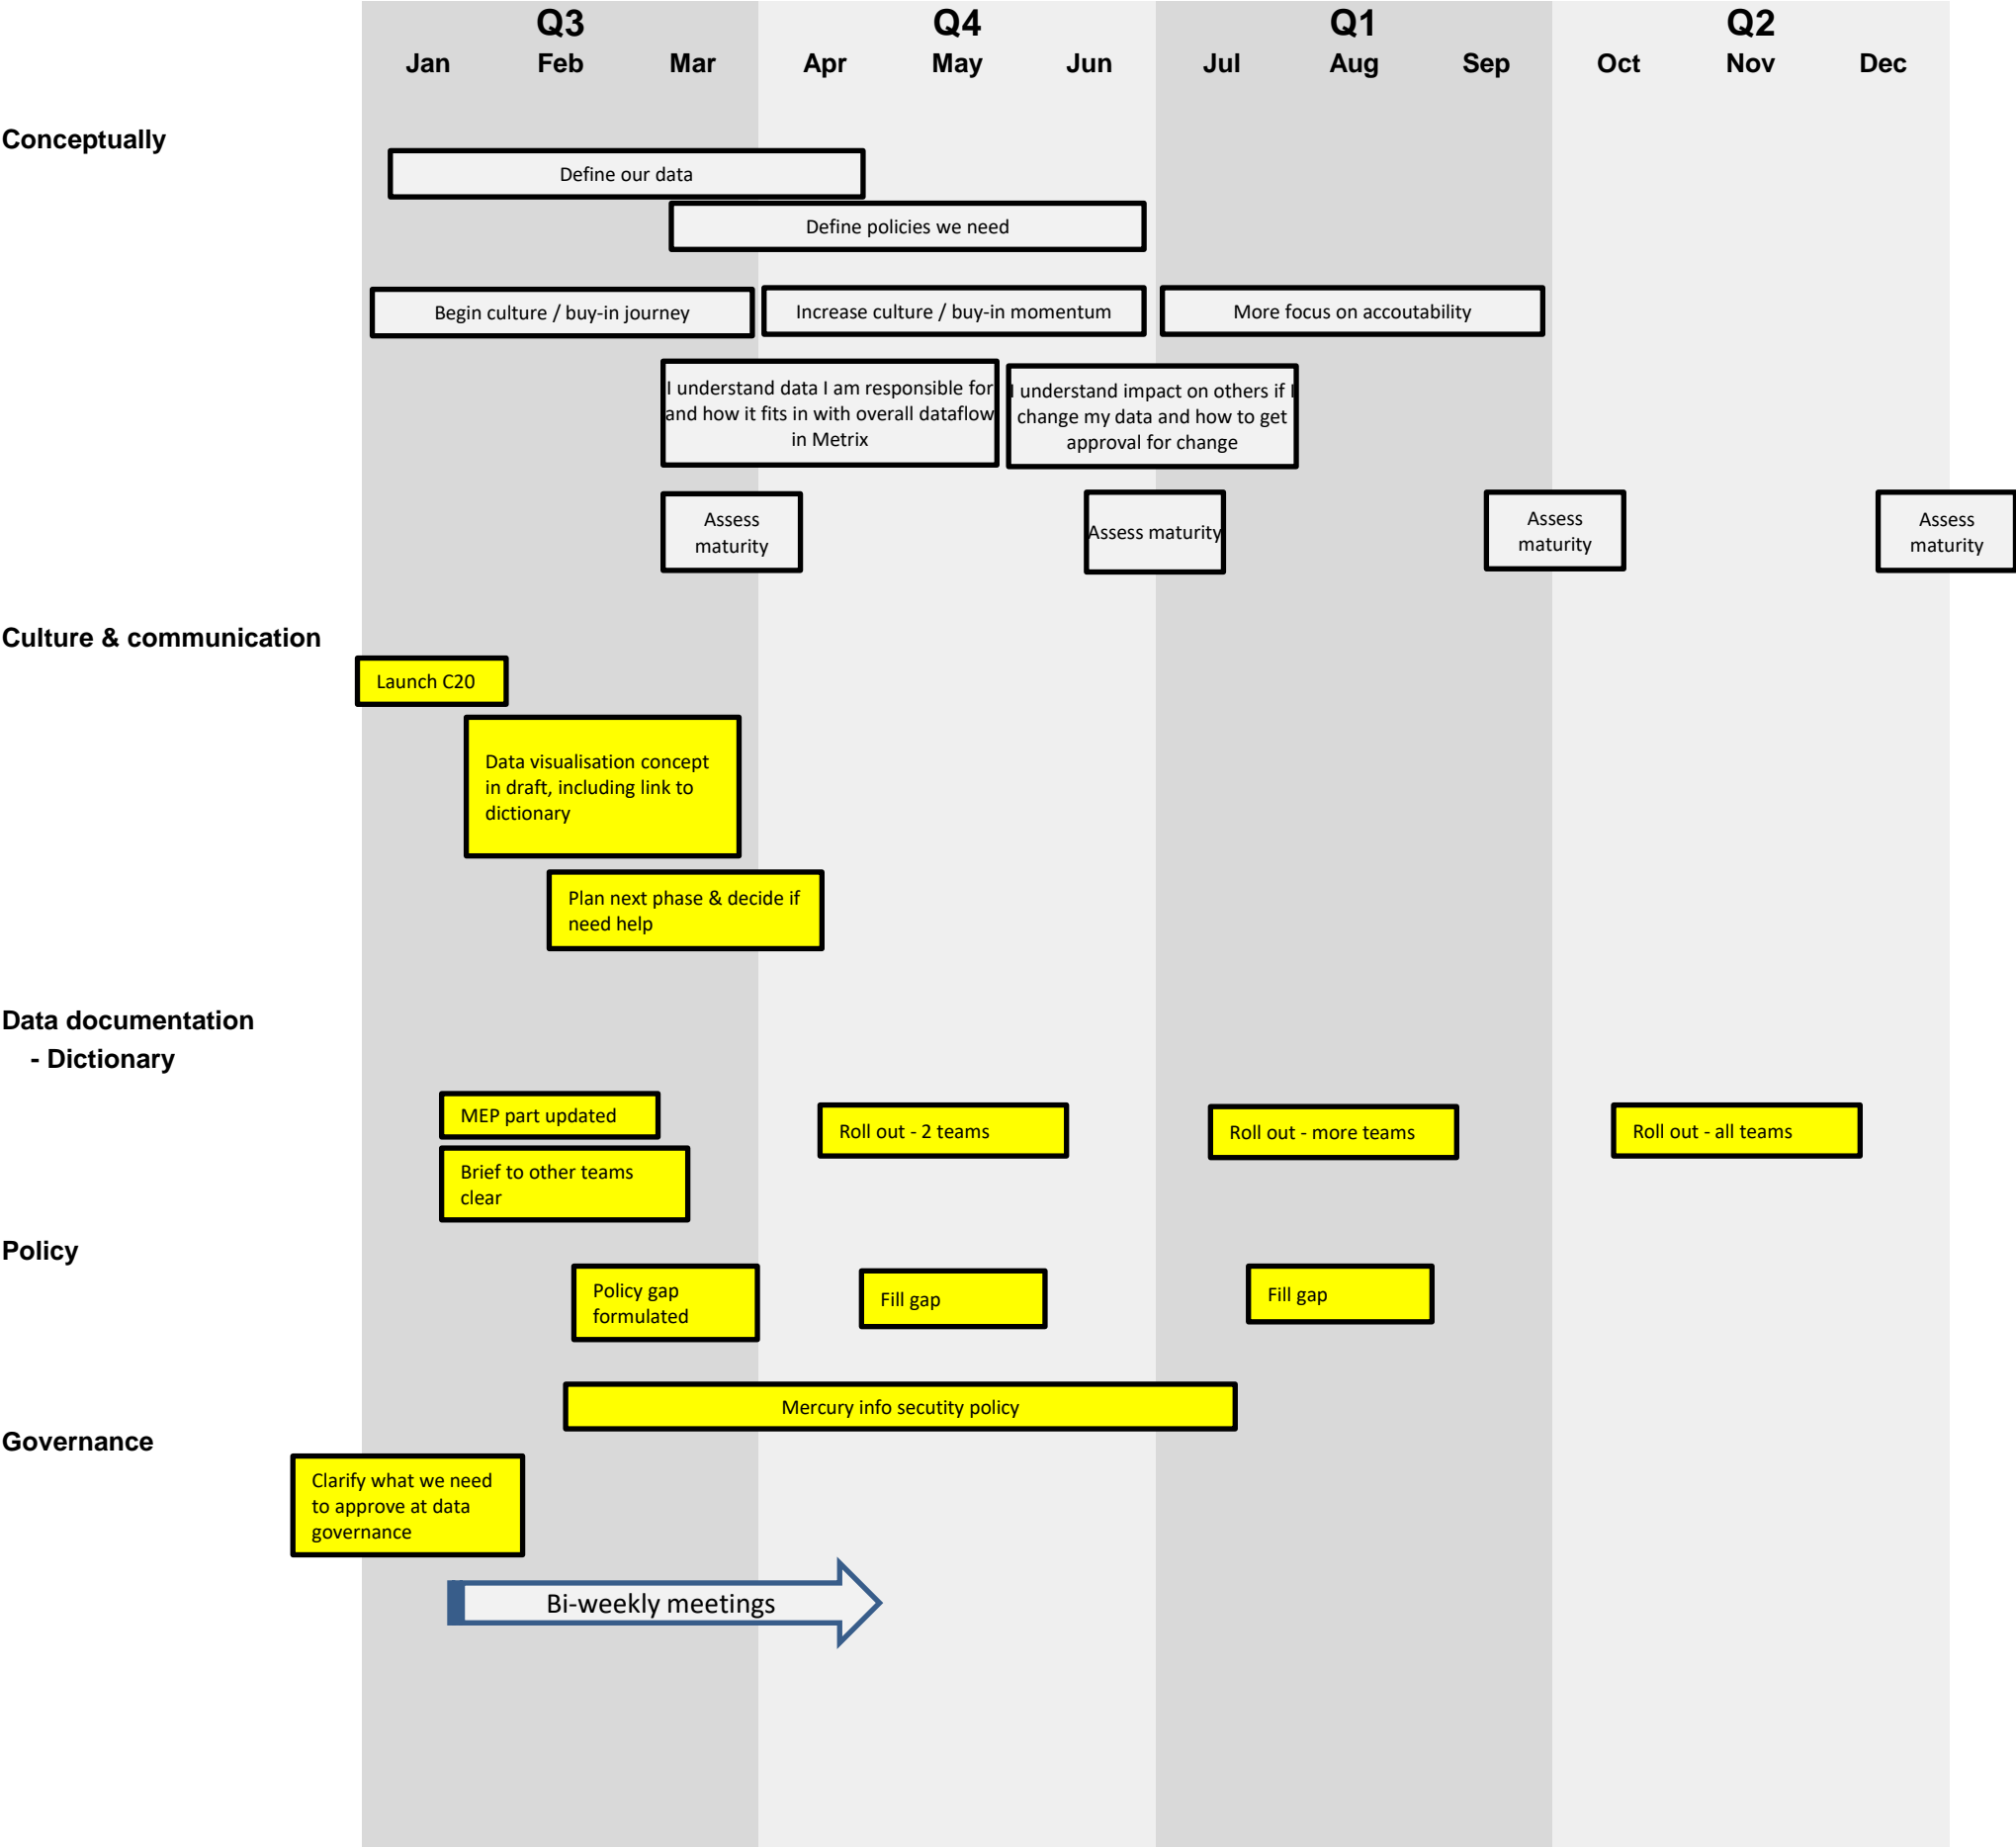 Q3 Q4 Q1 Q2
Jan Feb Mar Apr May Jun Jul Aug Sep Oct Nov Dec
Conceptually
Define our data
Define policies we need
Begin culture / buy-in journey
Increase culture / buy-in momentum
More focus on accoutability
I understand data I am responsible for
and how it fits in with overall dataflow
in Metrix
I understand impact on others if I
change my data and how to get
approval for change
Assess
maturity
Assess maturity
Assess
maturity
Assess
maturity
Culture & communication
Launch C20
Data visualisation concept
in draft, including link to
dictionary
Plan next phase & decide if
need help
Data documentation
- Dictionary
MEP part updated
Roll out - 2 teams
Roll out - more teams
Roll out - all teams
Brief to other teams
clear
Policy
Policy gap
formulated
Fill gap
Fill gap
Mercury info secutity policy
Governance
Clarify what we need
to approve at data
governance
Bi-weekly meetings